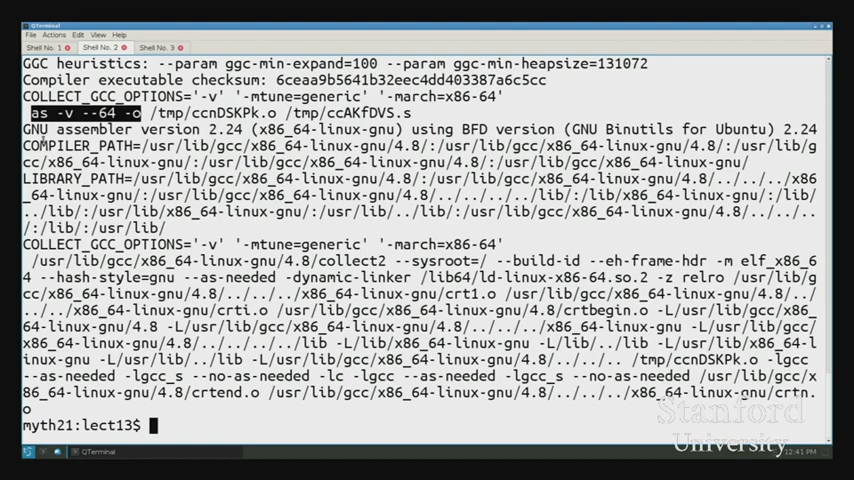 QTerminal
File Actions Edit View Help
Shell No. 1 Shell No. 2 Shell No. 3
GGC heuristics: --param ggc-min-expand=100 --param ggc-min-heapsize=131072
Compiler executable checksum: 6ceaa9b5641b32eec4dd403387a6c5cc
COLLECT_GCC_OPTIONS='-v' '-mtune=generic' '-march=x86-64'
as -v --64 -o /tmp/ccnDSKPk.o /tmp/ccAKfDVS.s
GNU assembler version 2.24 (x86_64-linux-gnu) using BFD version (GNU Binutils for Ubuntu) 2.24
COMPILER_PATH=/usr/lib/gcc/x86_64-linux-gnu/4.8/:/usr/lib/gcc/x86_64-linux-gnu/4.8/:/usr/lib/g
cc/x86_64-linux-gnu/:/usr/lib/gcc/x86_64-linux-gnu/4.8/:/usr/lib/gcc/x86_64-linux-gnu/
LIBRARY_PATH=/usr/lib/gcc/x86_64-linux-gnu/4.8/:/usr/lib/gcc/x86_64-linux-gnu/4.8/../../../x86
_64-linux-gnu/:/usr/lib/gcc/x86_64-linux-gnu/4.8/../../../../lib/:/lib/x86_64-linux-gnu/:/lib/
../lib/:/usr/lib/x86_64-linux-gnu/:/usr/lib/../lib/:/usr/lib/gcc/x86_64-linux-gnu/4.8/../../..
/:/lib/:/usr/lib/
COLLECT_GCC_OPTIONS='-v' '-mtune=generic' '-march=x86-64'
/usr/lib/gcc/x86_64-linux-gnu/4.8/collect2 --sysroot=/ --build-id --eh-frame-hdr -m elf_x86_6
4 --hash-style=gnu --as-needed -dynamic-linker /lib64/ld-linux-x86-64.so.2 -z relro /usr/lib/g
cc/x86_64-linux-gnu/4.8/../../../x86_64-linux-gnu/crt1.o /usr/lib/gcc/x86_64-linux-gnu/4.8/../
../../x86_64-linux-gnu/crti.o /usr/lib/gcc/x86_64-linux-gnu/4.8/crtbegin.o -L/usr/lib/gcc/x86_
64-linux-gnu/4.8 -L/usr/lib/gcc/x86_64-linux-gnu/4.8/../../../x86_64-linux-gnu -L/usr/lib/gcc/
x86_64-linux-gnu/4.8/../../../../lib -L/lib/x86_64-linux-gnu -L/lib/../lib -L/usr/lib/x86_64-l
inux-gnu -L/usr/lib/../lib -L/usr/lib/gcc/x86_64-linux-gnu/4.8/../../.. /tmp/ccnDSKPk.o -lgcc
--as-needed -lgcc_s --no-as-needed -lc -lgcc --as-needed -lgcc_s --no-as-needed /usr/lib/gcc/x
86_64-linux-gnu/4.8/crtend.o /usr/lib/gcc/x86_64-linux-gnu/4.8/../../../x86_64-linux-gnu/crtn.
o
myth21:lect13$
Stanford
University
QTerminal
12:41 PM